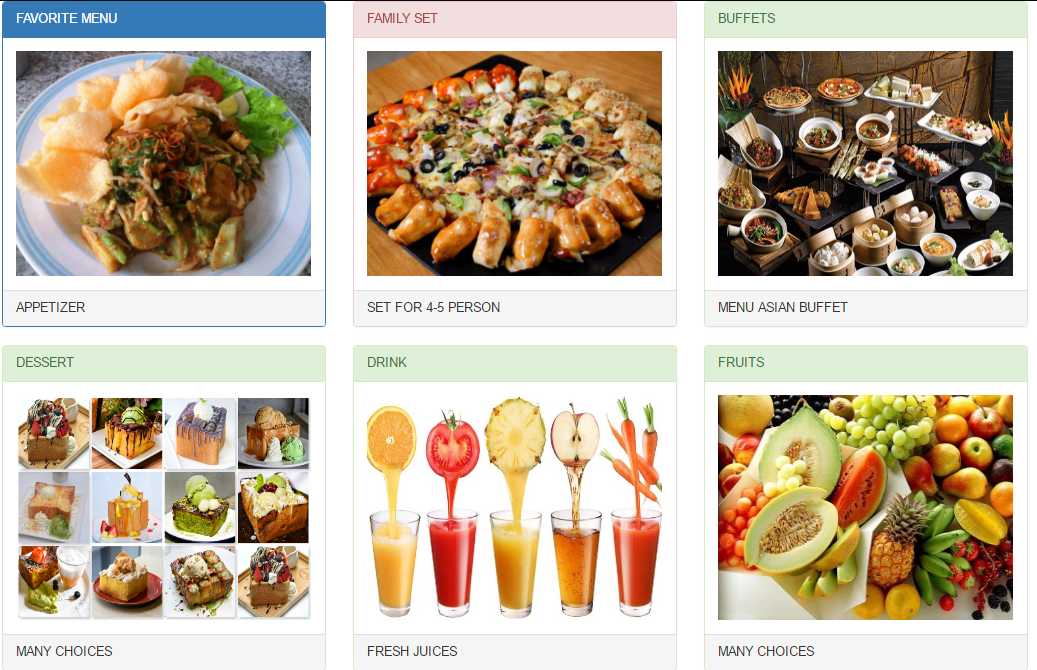 FAVORITE MENU
FAMILY SET
BUFFETS
APPETIZER
SET FOR 4-5 PERSON
MENU ASIAN BUFFET
DESSERT
DRINK
FRUITS
MANY CHOICES
FRESH JUICES
MANY CHOICES